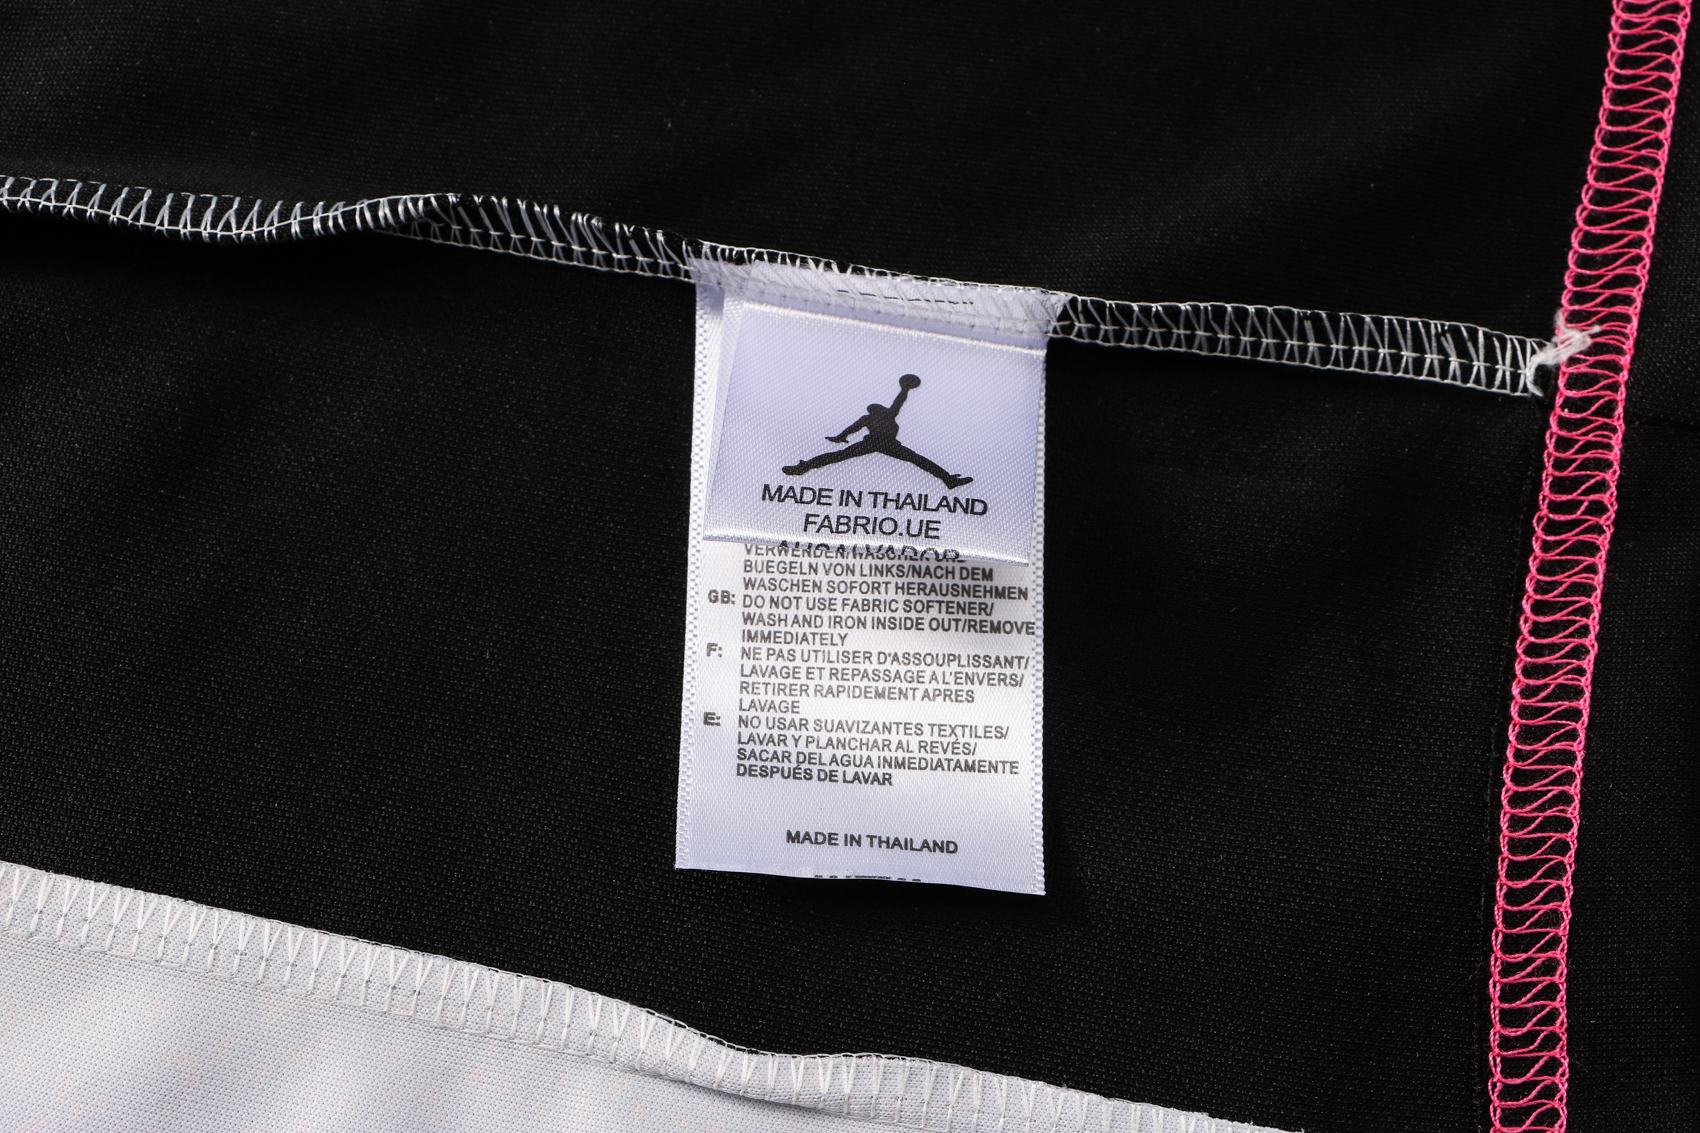 MADE IN THAILAND
FABRIO.UE
BUEGELN VON LINKS/NACH DEM
WASCHEN SOFORT HERAUSNEHMEN
GB: DO NOT USE FABRIC SOFTENER/
WASH AND IRON INSIDE OUT/REMOVE
IMMEDIATELY
F: NE PAS UTILISER D'ASSOUPLISSANT/
LAVAGE ET REPASSAGE A L'ENVERS/
RETIRER RAPIDEMENT APRES
LAVAGE
E: NO USAR SUAVIZANTES TEXTILES/
LAVAR Y PLANCHAR AL REVÉS/
SACAR DEL AGUA INMEDIATAMENTE
DESPUÉS DE LAVAR
MADE IN THAILAND